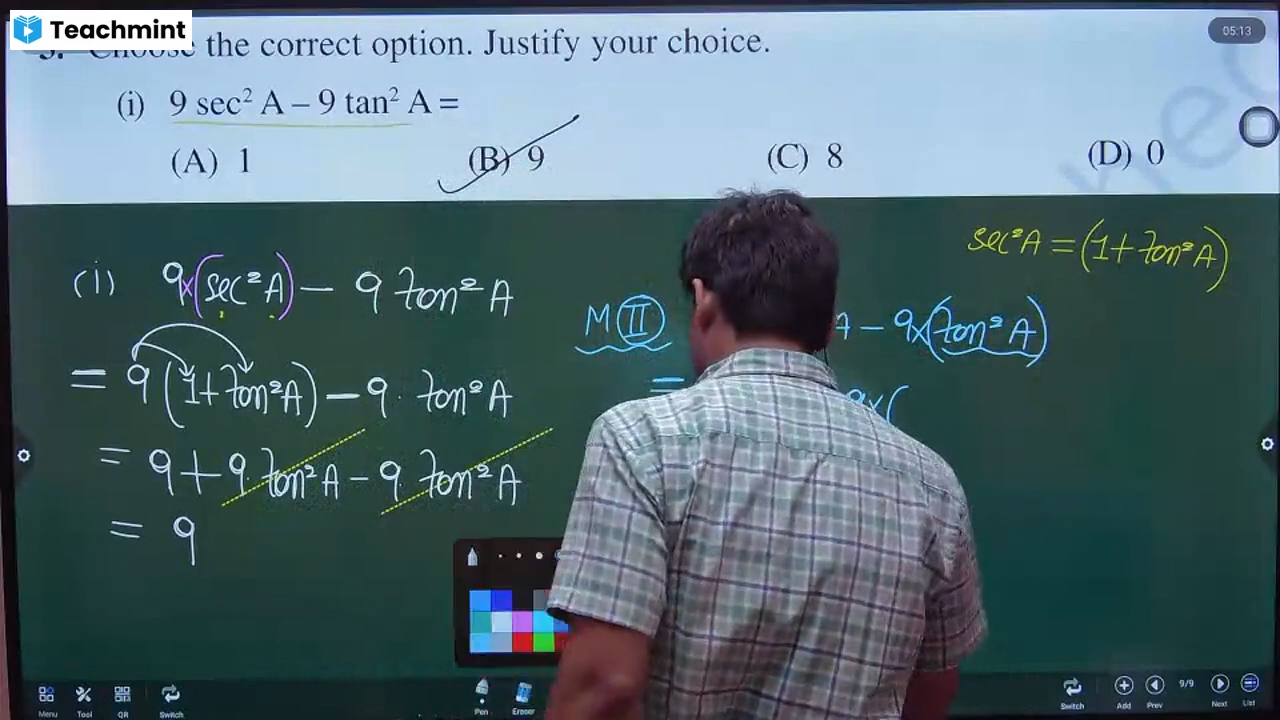 Teachmint
the correct option. Justify your choice.
(i) 9 sec² A – 9 tan² A =
(A) 1 (B) 9 (C) 8 (D) 0
05:13
sec²A = (1 + tan²A)
(i) 9×(sec²A) – 9 tan²A
= 9 (1 + tan²A) – 9 . tan²A
= 9 + 9 . tan²A – 9 tan²A
= 9
M (II)
A – 9×(tan²A)
=
9×(
Menu Tool QR Switch Pen Eraser Switch Add Prev 9/9 Next List